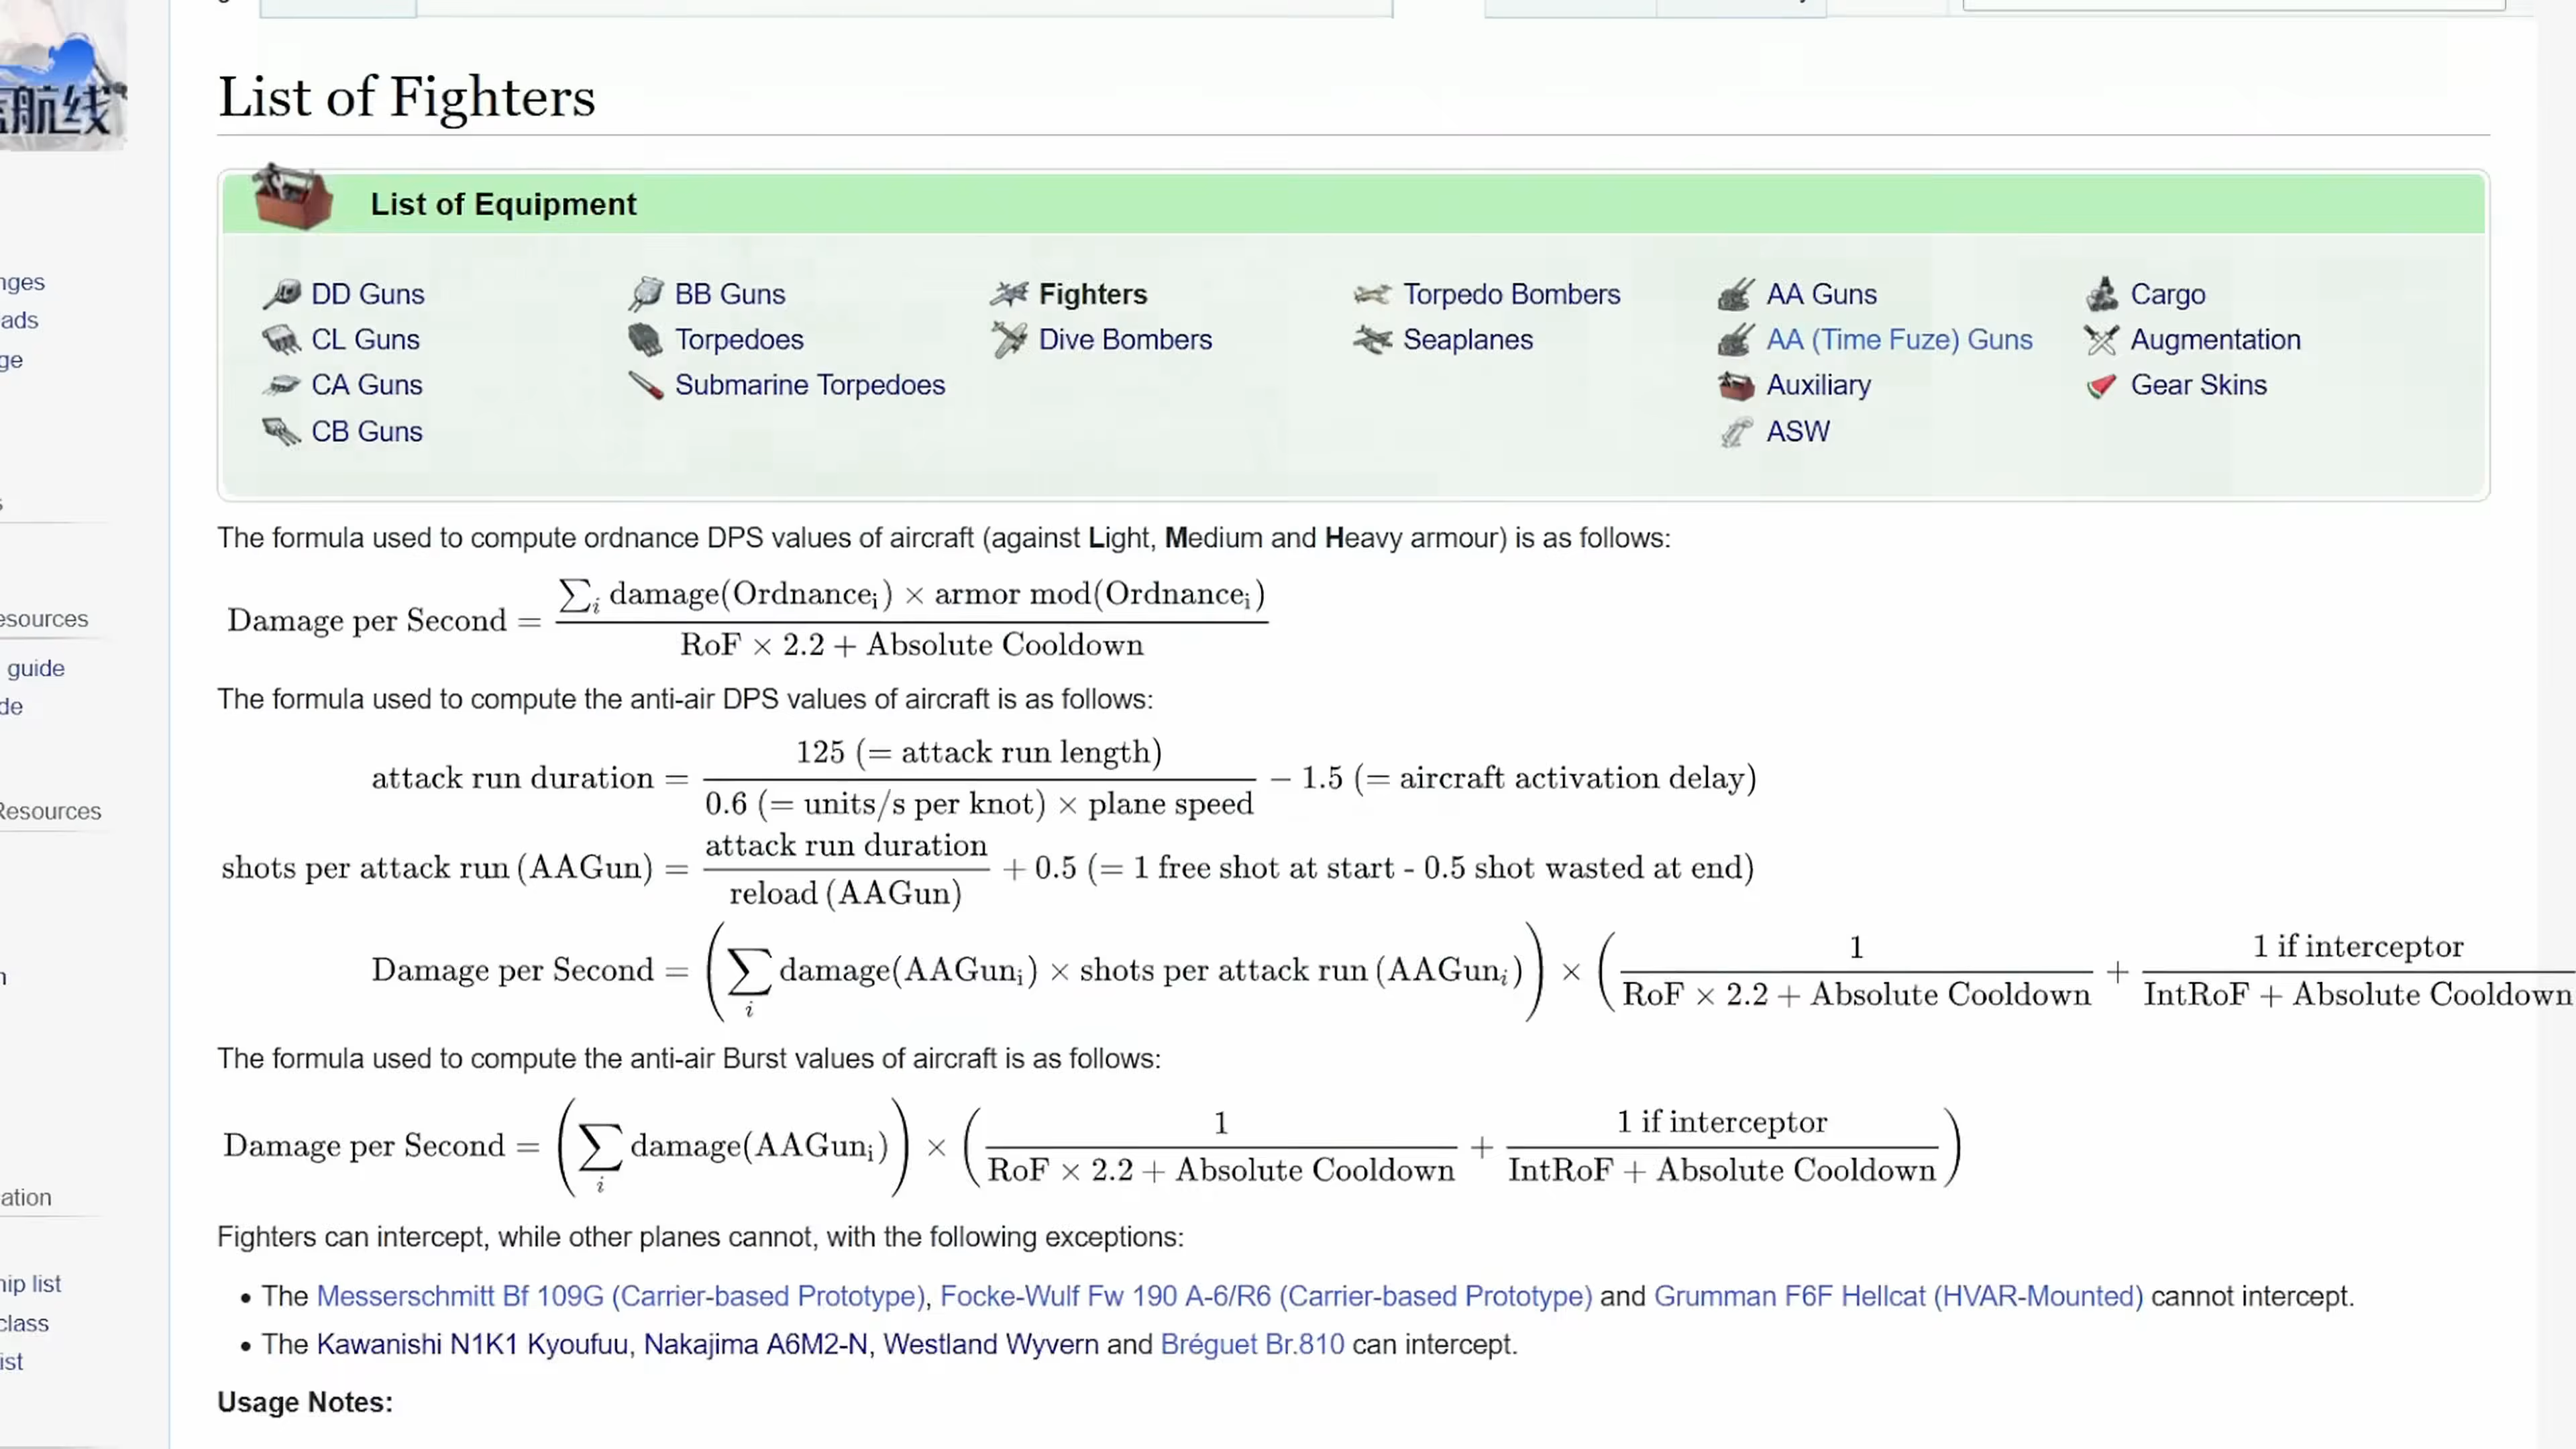 航线
List of Fighters
List of Equipment
DD Guns
CL Guns
CA Guns
CB Guns
BB Guns
Torpedoes
Submarine Torpedoes
Fighters
Dive Bombers
Torpedo Bombers
Seaplanes
AA Guns
AA (Time Fuze) Guns
Auxiliary
ASW
Cargo
Augmentation
Gear Skins
nges
ads
ge
esources
guide
de
Resources
ation
hip list
class
ist
The formula used to compute ordnance DPS values of aircraft (against Light, Medium and Heavy armour) is as follows:
Damage per Second = ∑i damage(Ordnancei) × armor mod(Ordnancei) / RoF × 2.2 + Absolute Cooldown
The formula used to compute the anti-air DPS values of aircraft is as follows:
attack run duration = 125 (= attack run length) / 0.6 (= units/s per knot) × plane speed − 1.5 (= aircraft activation delay)
shots per attack run (AAGun) = attack run duration / reload (AAGun) + 0.5 (= 1 free shot at start - 0.5 shot wasted at end)
Damage per Second = (∑i damage(AAGuni) × shots per attack run (AAGuni)) × (1 / RoF × 2.2 + Absolute Cooldown + 1 if interceptor / IntRoF + Absolute Cooldown
The formula used to compute the anti-air Burst values of aircraft is as follows:
Damage per Second = (∑i damage(AAGuni)) × (1 / RoF × 2.2 + Absolute Cooldown + 1 if interceptor / IntRoF + Absolute Cooldown)
Fighters can intercept, while other planes cannot, with the following exceptions:
• The Messerschmitt Bf 109G (Carrier-based Prototype), Focke-Wulf Fw 190 A-6/R6 (Carrier-based Prototype) and Grumman F6F Hellcat (HVAR-Mounted) cannot intercept.
• The Kawanishi N1K1 Kyoufuu, Nakajima A6M2-N, Westland Wyvern and Bréguet Br.810 can intercept.
Usage Notes: